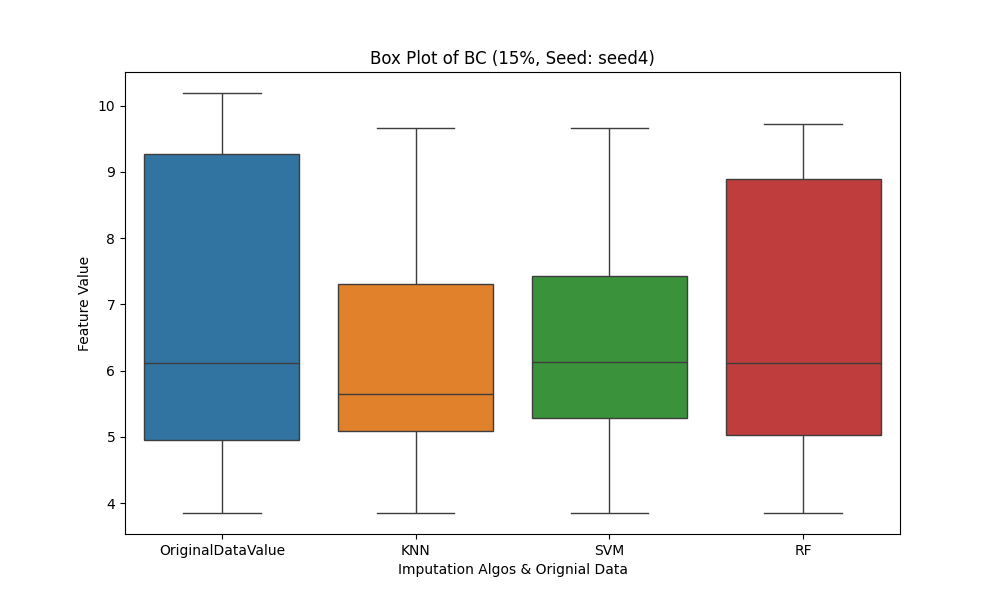 Box Plot of BC (15%, Seed: seed4)
10
9
8
7
6
5
4
Feature Value
OriginalDataValue KNN SVM RF
Imputation Algos & Orignial Data